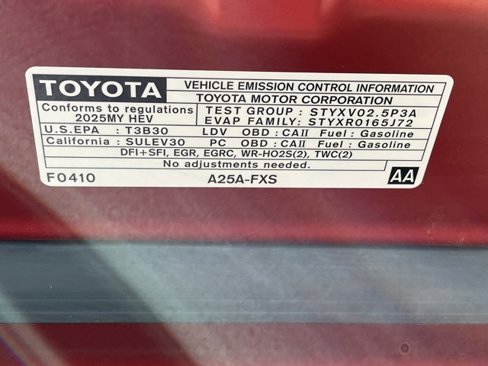 TOYOTA VEHICLE EMISSION CONTROL INFORMATION
TOYOTA MOTOR CORPORATION
Conforms to regulations TEST GROUP : STYXV02.5P3A
2025MY HEV EVAP FAMILY : STYXR0165J72
U.S.EPA : T3B30 LDV OBD : CAII Fuel : Gasoline
California : SULEV30 PC OBD : CAII Fuel : Gasoline
DFI+SFI, EGR, EGRC, WR-HO2S(2), TWC(2)
No adjustments needed.
F0410 A25A-FXS AA